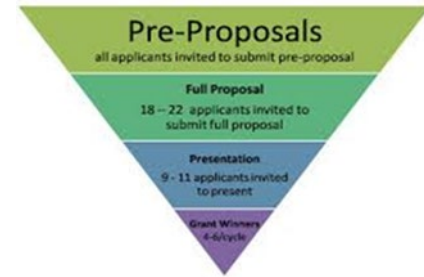 Pre-Proposals
all applicants invited to submit pre-proposal
Full Proposal
18 – 22 applicants invited to
submit full proposal
Presentation
9 - 11 applicants invited
to present
Grant Winners
4-6/cycle